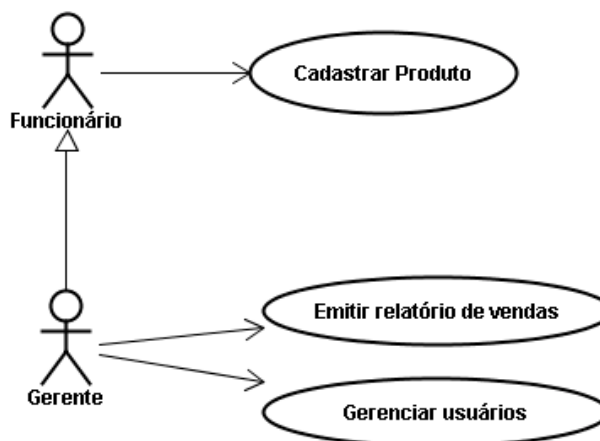 Cadastrar Produto
Funcionário
Emitir relatório de vendas
Gerente
Gerenciar usuários